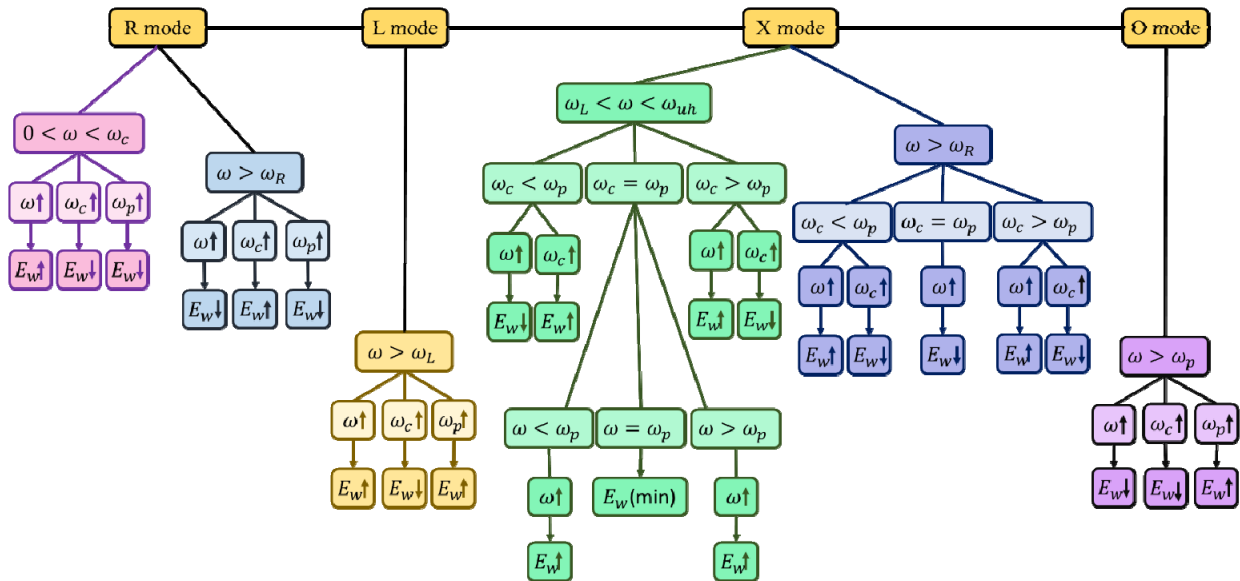 R mode
L mode
X mode
O mode
0 < ω < ω_c
ω↑
ω_c↑
ω_p↑
E_w↑
E_w↓
E_w↓
ω > ω_R
ω↑
ω_c↑
ω_p↑
E_w↓
E_w↑
E_w↓
ω > ω_L
ω↑
ω_c↑
ω_p↑
E_w↑
E_w↓
E_w↑
ω_L < ω < ω_uh
ω_c < ω_p
ω_c = ω_p
ω_c > ω_p
ω↑
ω_c↑
E_w↓
E_w↑
ω↑
ω_c↑
E_w↑
E_w↓
ω < ω_p
ω = ω_p
ω > ω_p
ω↑
E_w(min)
ω↑
E_w↑
E_w↑
ω > ω_R
ω_c < ω_p
ω_c = ω_p
ω_c > ω_p
ω↑
ω_c↑
ω↑
ω↑
ω_c↑
E_w↑
E_w↓
E_w↓
E_w↑
E_w↓
ω > ω_p
ω↑
ω_c↑
ω_p↑
E_w↓
E_w↓
E_w↑